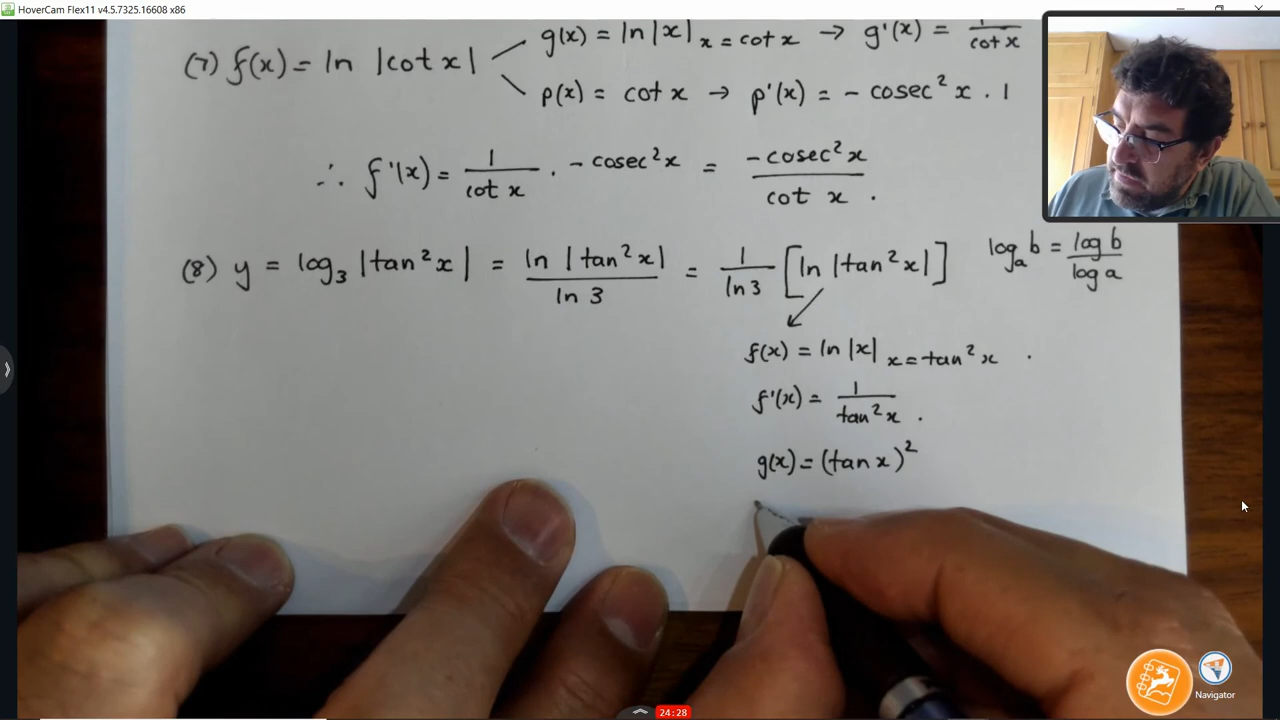 HoverCam Flex11 v4.5.7325.16608 x86
(7) f(x) = ln |cot x|
g(x) = ln|x| x = cot x → g'(x) = 1/cot x
p(x) = cot x → p'(x) = - cosec² x . 1
∴ f'(x) = 1/cot x . - cosec² x = - cosec² x / cot x .
(8) y = log₃ |tan² x| = ln |tan² x| / ln 3 = 1/ln 3 [ln |tan² x|]
logₐ b = log b / log a
f(x) = ln |x| x = tan² x .
f'(x) = 1/tan² x .
g(x) = (tan x)²
Navigator
24:28